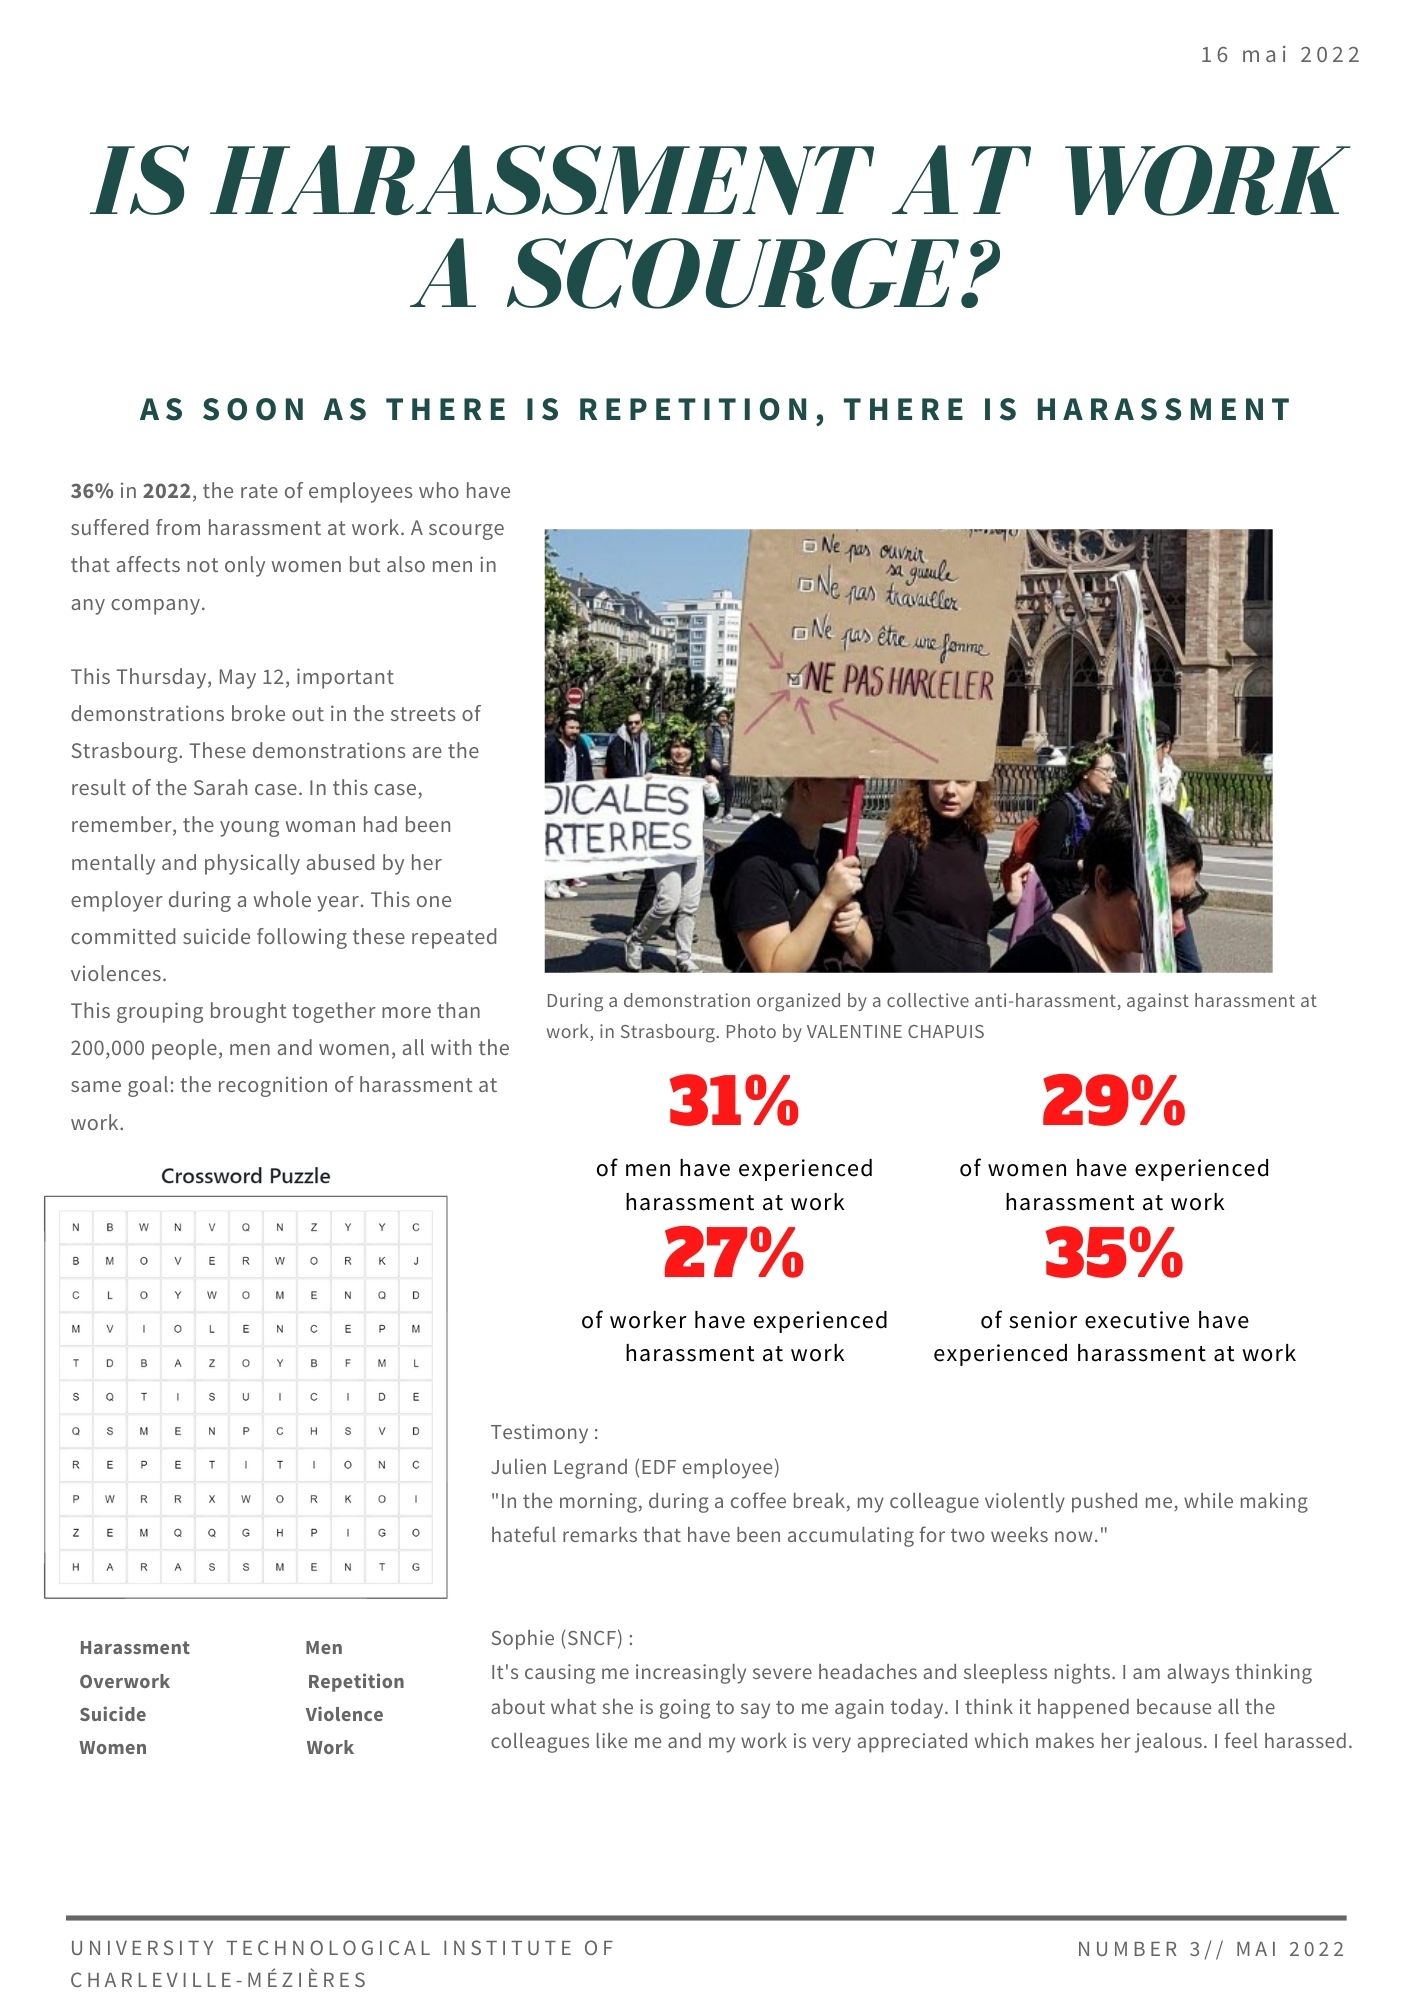 16 mai 2022
IS HARASSMENT AT WORK
A SCOURGE?
AS SOON AS THERE IS REPETITION, THERE IS HARASSMENT
36% in 2022, the rate of employees who have
suffered from harassment at work. A scourge
that affects not only women but also men in
any company.
This Thursday, May 12, important
demonstrations broke out in the streets of
Strasbourg. These demonstrations are the
result of the Sarah case. In this case,
remember, the young woman had been
mentally and physically abused by her
employer during a whole year. This one
committed suicide following these repeated
violences.
This grouping brought together more than
200,000 people, men and women, all with the
same goal: the recognition of harassment at
work.
Ne pas ouvrir
sa gueule
Ne pas travailler
Ne pas être une femme
NE PAS HARCELER
DICALES
RTERRES
During a demonstration organized by a collective anti-harassment, against harassment at
work, in Strasbourg. Photo by VALENTINE CHAPUIS
31%
of men have experienced
harassment at work
29%
of women have experienced
harassment at work
27%
of worker have experienced
harassment at work
35%
of senior executive have
experienced harassment at work
Crossword Puzzle
N B W N V Q N Z Y Y C
B M O V E R W O R K J
C L O Y W O M E N Q D
M V I O L E N C E P M
T D B A Z O Y B F M L
S Q T I S U I C I D E
Q S M E N P C H S V D
R E P E T I T I O N C
P W R R X W O R K O I
Z E M Q Q G H P I G O
H A R A S S M E N T G
Harassment Men
Overwork Repetition
Suicide Violence
Women Work
Testimony :
Julien Legrand (EDF employee)
"In the morning, during a coffee break, my colleague violently pushed me, while making
hateful remarks that have been accumulating for two weeks now."
Sophie (SNCF) :
It's causing me increasingly severe headaches and sleepless nights. I am always thinking
about what she is going to say to me again today. I think it happened because all the
colleagues like me and my work is very appreciated which makes her jealous. I feel harassed.
UNIVERSITY TECHNOLOGICAL INSTITUTE OF
CHARLEVILLE-MÉZIÈRES
NUMBER 3// MAI 2022